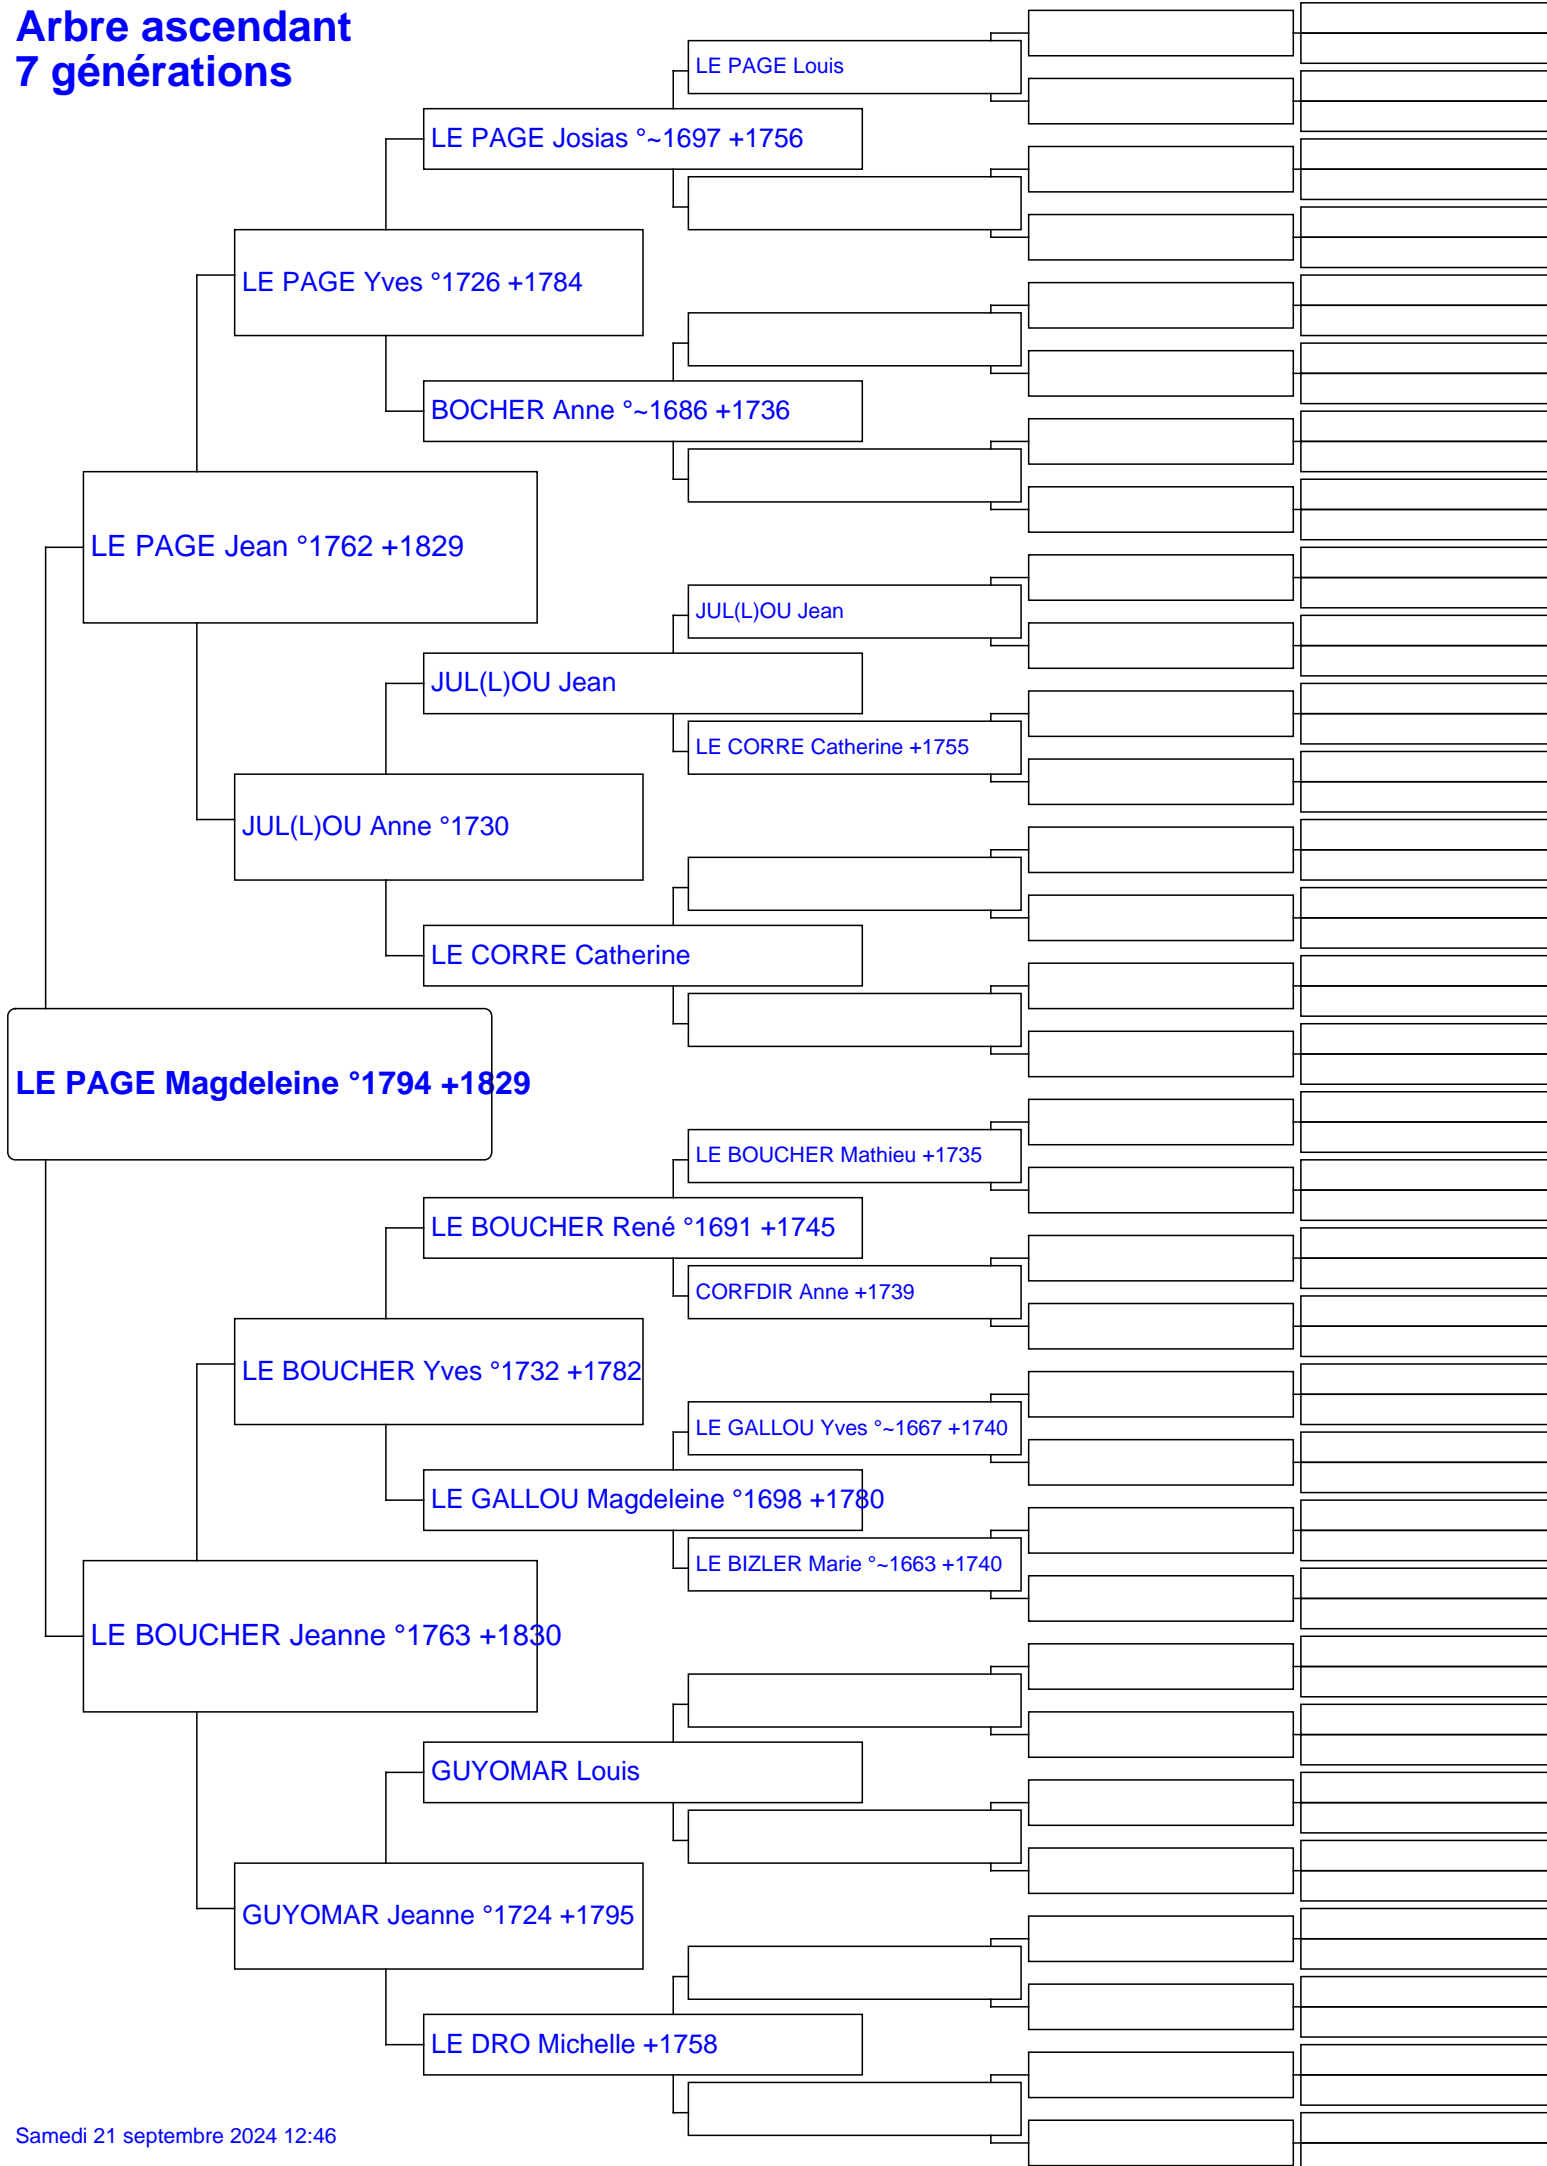 Arbre ascendant
7 générations
LE PAGE Louis
LE PAGE Josias °~1697 +1756
LE PAGE Yves °1726 +1784
BOCHER Anne °~1686 +1736
LE PAGE Jean °1762 +1829
JUL(L)OU Jean
JUL(L)OU Jean
LE CORRE Catherine +1755
JUL(L)OU Anne °1730
LE CORRE Catherine
LE PAGE Magdeleine °1794 +1829
LE BOUCHER Mathieu +1735
LE BOUCHER René °1691 +1745
CORFDIR Anne +1739
LE BOUCHER Yves °1732 +1782
LE GALLOU Yves °~1667 +1740
LE GALLOU Magdeleine °1698 +1780
LE BIZLER Marie °~1663 +1740
LE BOUCHER Jeanne °1763 +1830
GUYOMAR Louis
GUYOMAR Jeanne °1724 +1795
LE DRO Michelle +1758
Samedi 21 septembre 2024 12:46